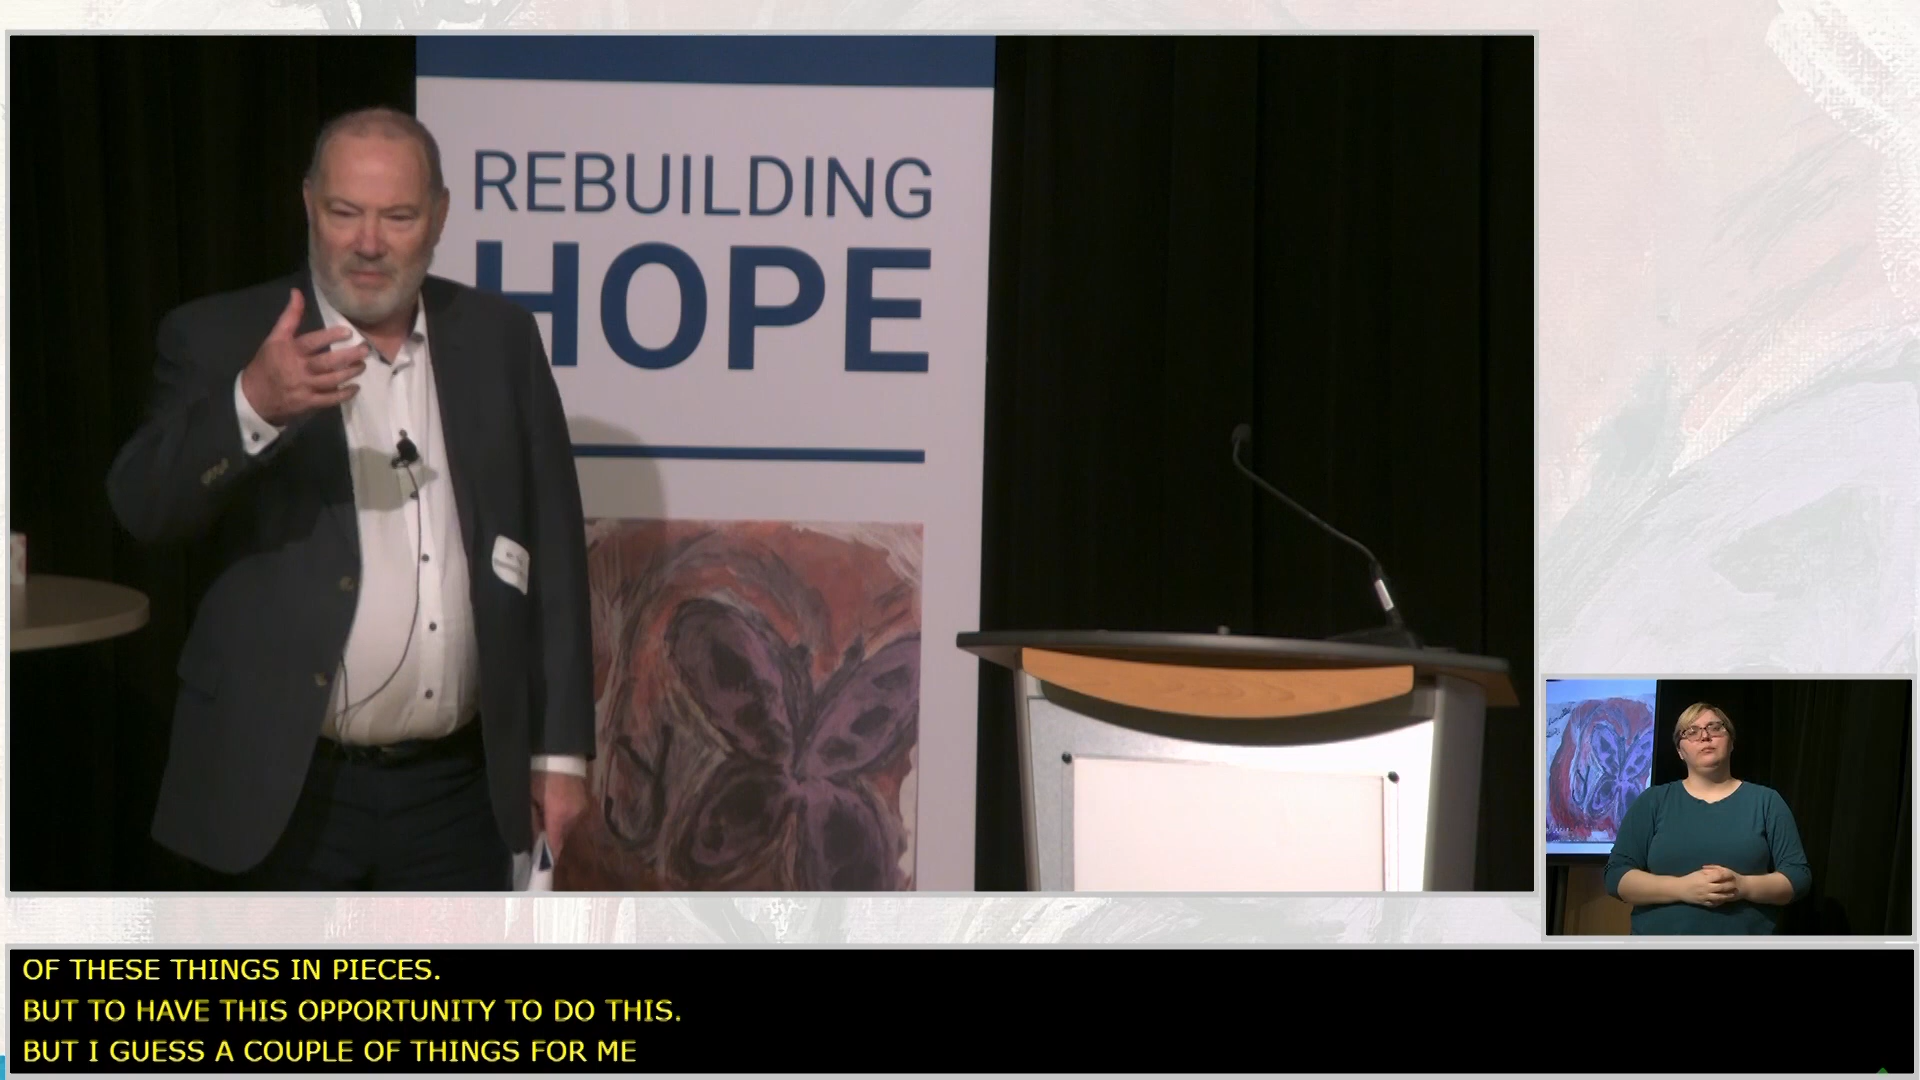 REBUILDING
HOPE
OF THESE THINGS IN PIECES.
BUT TO HAVE THIS OPPORTUNITY TO DO THIS.
BUT I GUESS A COUPLE OF THINGS FOR ME